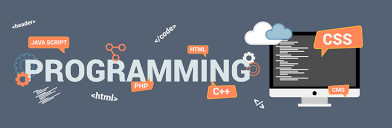 <header>
</code>
JAVA SCRIPT
HTML
CSS
PROGRAMMING
PHP
C++
CMS
<html>
</>